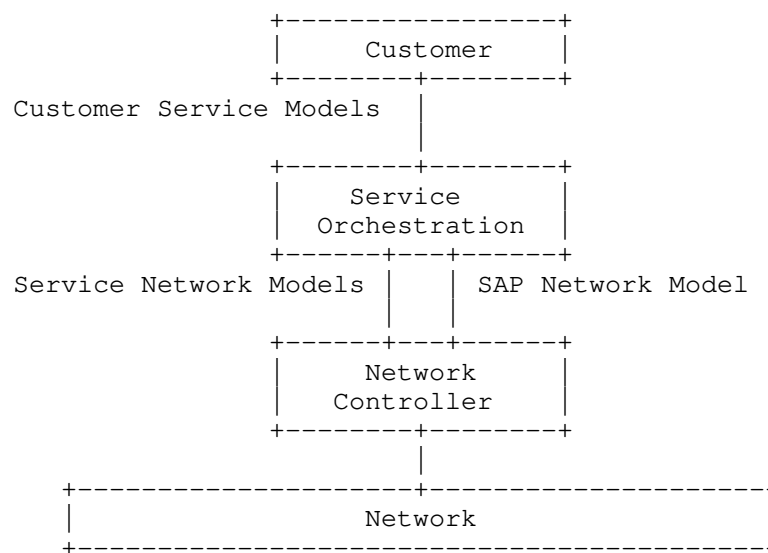 Customer
Customer Service Models
Service
Orchestration
Service Network Models
SAP Network Model
Network
Controller
Network